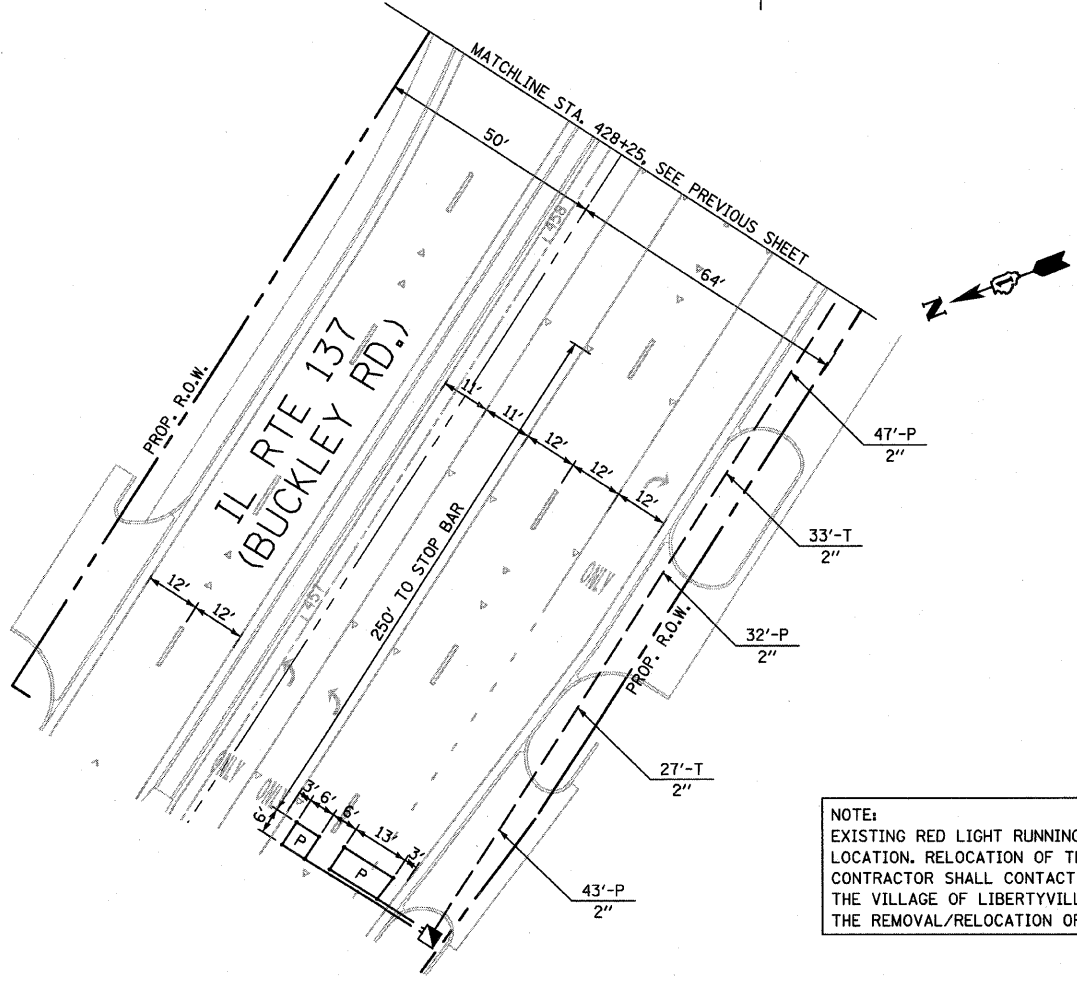 MATCHLINE STA. 428+25, SEE PREVIOUS SHEET
50'
64'
L 458
N
PROP. R.O.W.
IL RTE 137
(BUCKLEY RD.)
11'
11'
12'
12'
12'
250' TO STOP BAR
ONLY
12'
12'
L 457
PROP. R.O.W.
47'-P
2"
33'-T
2"
32'-P
2"
27'-T
2"
43'-P
2"
ONLY
ONLY
6'
3'
6'
6'
13'
3'
P
P
NOTE:
EXISTING RED LIGHT RUNNING
LOCATION. RELOCATION OF
CONTRACTOR SHALL CONTACT
THE VILLAGE OF
THE REMOVAL/RELOCATION